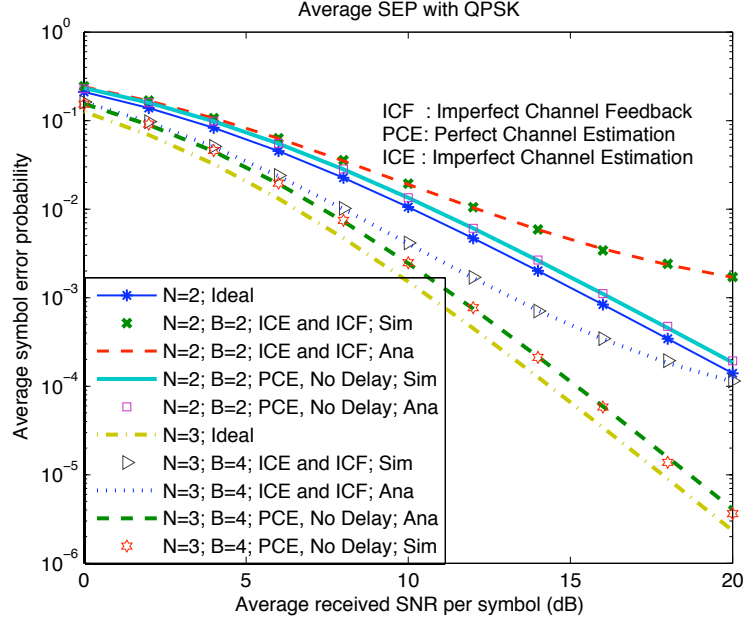 Average SEP with QPSK
10^0
10^-1
10^-2
10^-3
10^-4
10^-5
10^-6
Average symbol error probability
ICF : Imperfect Channel Feedback
PCE: Perfect Channel Estimation
ICE : Imperfect Channel Estimation
N=2; Ideal
N=2; B=2; ICE and ICF; Sim
N=2; B=2; ICE and ICF; Ana
N=2; B=2; PCE, No Delay; Sim
N=2; B=2; PCE, No Delay; Ana
N=3; Ideal
N=3; B=4; ICE and ICF; Sim
N=3; B=4; ICE and ICF; Ana
N=3; B=4; PCE, No Delay; Ana
N=3; B=4; PCE, No Delay; Sim
0 5 10 15 20
Average received SNR per symbol (dB)